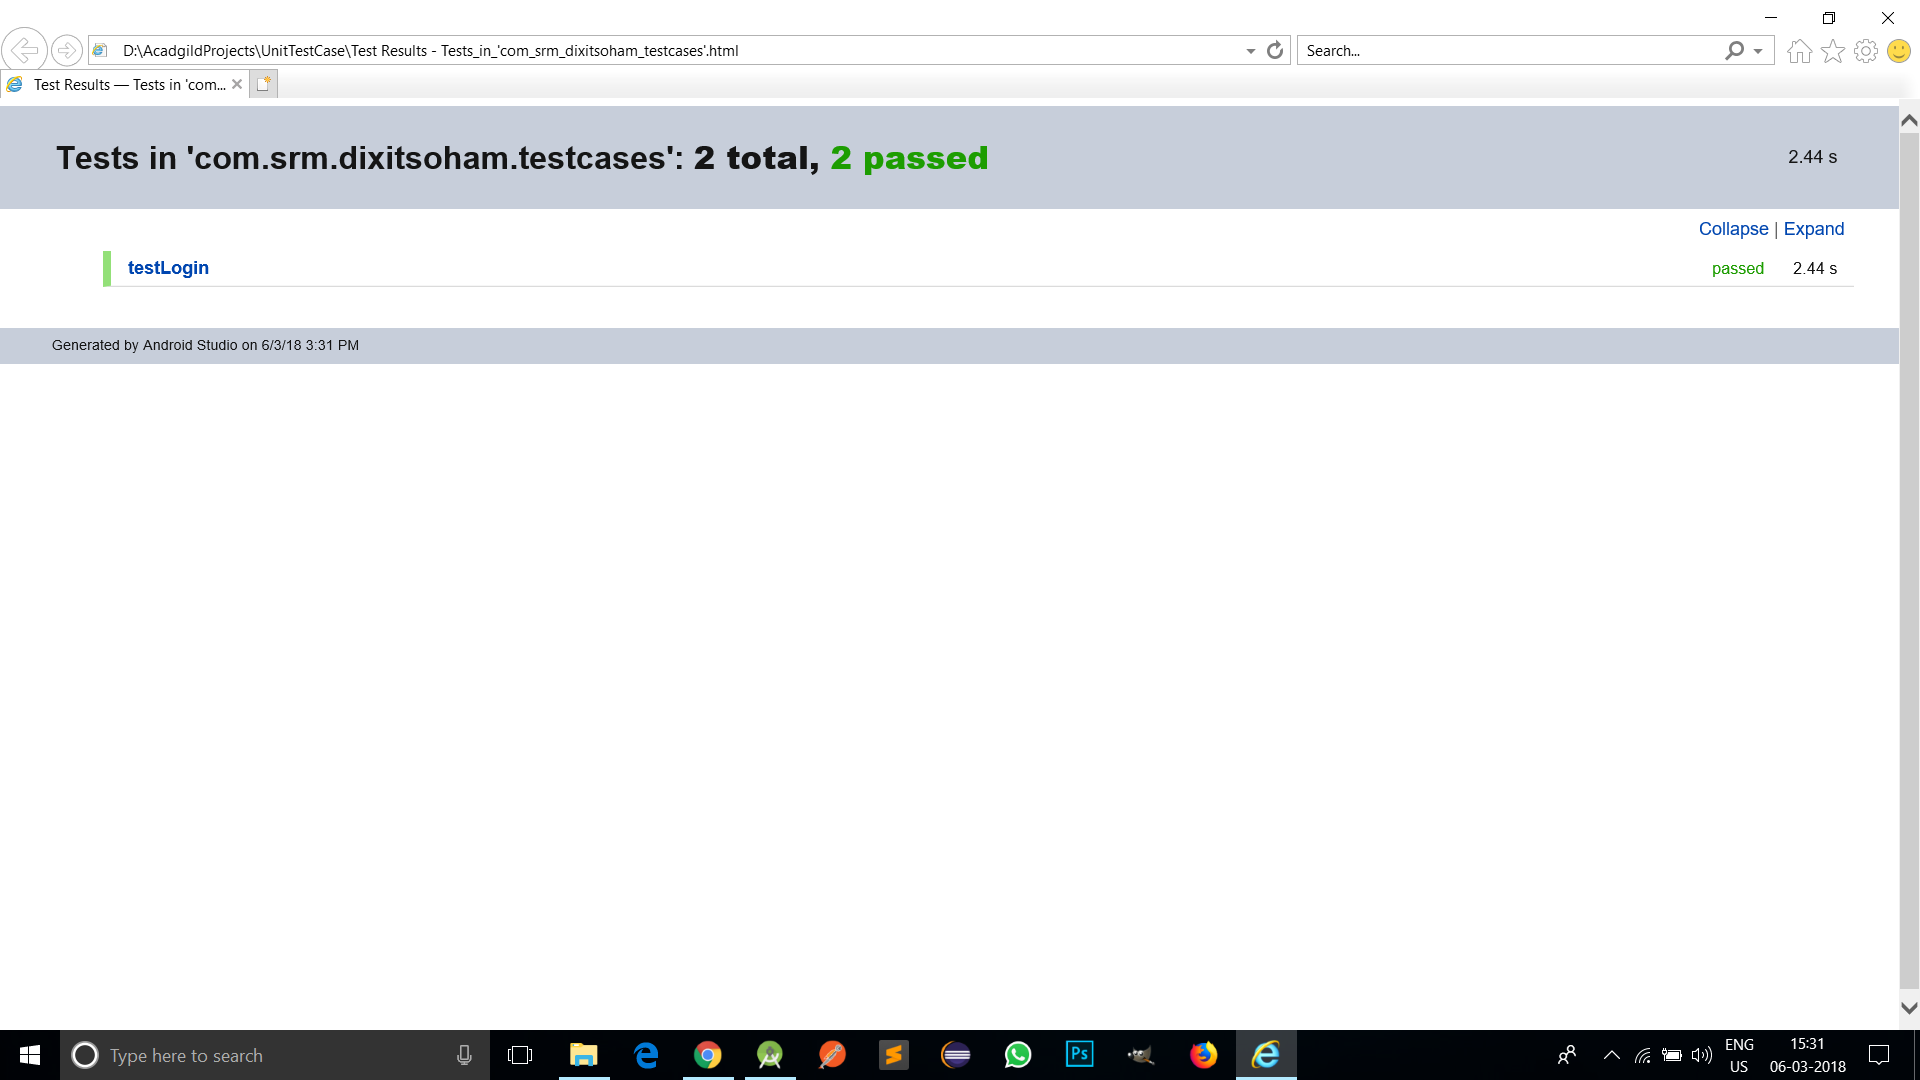 D:\AcadgildProjects\UnitTestCase\Test Results - Tests_in_'com_srm_dixitsoham_testcases'.html
Search...
Test Results — Tests in 'com...
Tests in 'com.srm.dixitsoham.testcases': 2 total, 2 passed
2.44 s
Collapse | Expand
testLogin
passed 2.44 s
Generated by Android Studio on 6/3/18 3:31 PM
Type here to search
Ps
ENG
US
15:31
06-03-2018